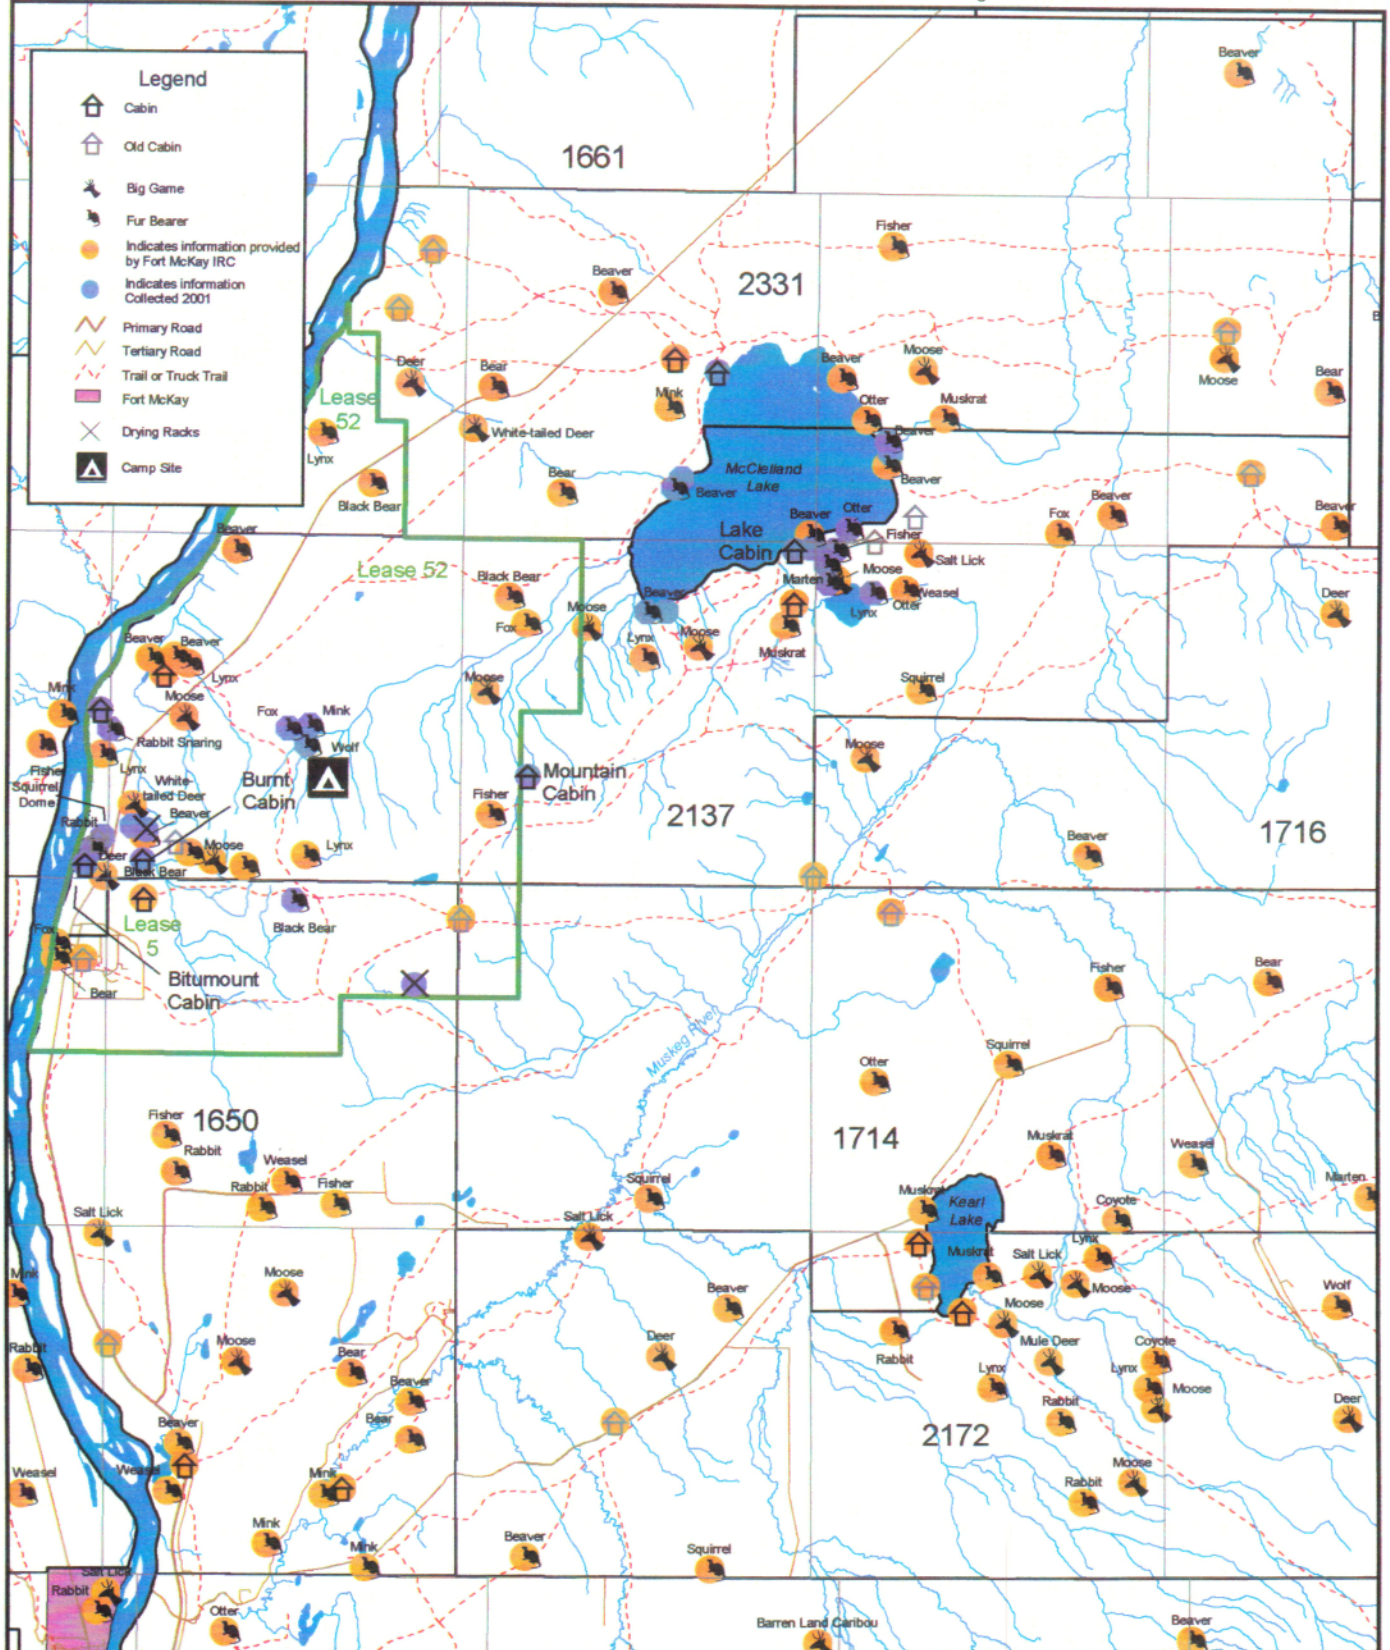 Legend
Cabin
Old Cabin
Big Game
Fur Bearer
Indicates information provided
by Fort McKay IRC
Indicates information
Collected 2001
Primary Road
Tertiary Road
Trail or Truck Trail
Fort McKay
Drying Racks
Camp Site
Beaver
1661
Fisher
Beaver
2331
Deer
Bear
Lease
52
Mink
Beaver
Moose
Moose
Bear
Otter
Muskrat
Lynx
White-tailed Deer
Beaver
McClelland
Lake
Bear
Beaver
Beaver
Black Bear
Beaver
Beaver
Beaver
Otter
Fox
Beaver
Lake
Cabin
Fisher
Salt Lick
Lease 52
Black Bear
Moose
Marten
Weasel
Otter
Lynx
Deer
Beaver
Moose
Fox
Lynx
Moose
Muskrat
Beaver
Beaver
Lynx
Squirrel
Moose
Mink
Moose
Fox
Mink
Rabbit Snaring
Wolf
Moose
Fisher
Lynx
Squirrel
Dome
White-
tailed Deer
Burnt
Cabin
Mountain
Cabin
Fisher
Beaver
Rabbit
2137
1716
Beaver
Deer
Moose
Lynx
Black Bear
Lease
5
Black Bear
Fox
Bitumount
Cabin
Bear
Fisher
Bear
Muskeg River
Squirrel
Otter
Fisher
1650
Rabbit
1714
Muskrat
Weasel
Weasel
Rabbit
Fisher
Squirrel
Marten
Muskrat
Kearl
Lake
Coyote
Salt Lick
Salt Lick
Lynx
Muskrat
Salt Lick
Mink
Moose
Beaver
Moose
Wolf
Moose
Rabbit
Moose
Bear
Deer
Rabbit
Mule Deer
Coyote
Lynx
Lynx
Moose
Beaver
Rabbit
Deer
Bear
Beaver
2172
Weasel
Weasel
Mink
Moose
Rabbit
Mink
Mink
Beaver
Squirrel
Salt Lick
Rabbit
Otter
Barren Land Caribou
Beaver